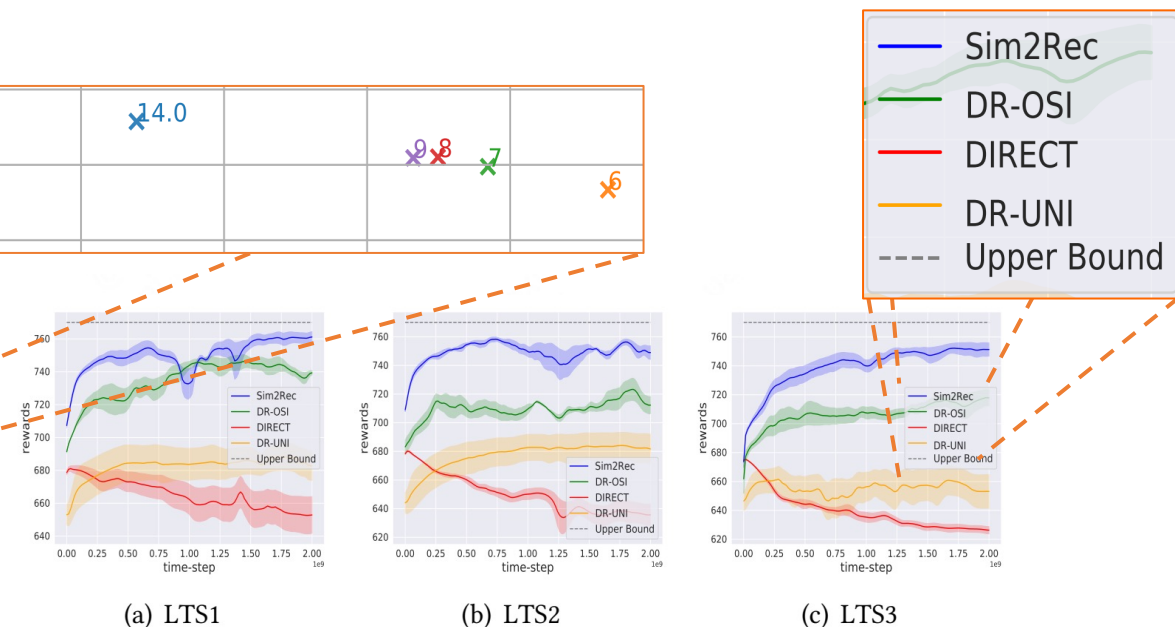 Sim2Rec
DR-OSI
DIRECT
DR-UNI
Upper Bound
14.0
9
8
7
6
rewards
760
740
720
700
680
660
640
Sim2Rec
DR-OSI
DIRECT
DR-UNI
Upper Bound
0.00 0.25 0.50 0.75 1.00 1.25 1.50 1.75 2.00
time-step
1e9
(a) LTS1
rewards
760
740
720
700
680
660
640
620
Sim2Rec
DR-OSI
DIRECT
DR-UNI
Upper Bound
0.00 0.25 0.50 0.75 1.00 1.25 1.50 1.75 2.00
time-step
1e9
(b) LTS2
rewards
760
740
720
700
680
660
640
620
Sim2Rec
DR-OSI
DIRECT
DR-UNI
Upper Bound
0.00 0.25 0.50 0.75 1.00 1.25 1.50 1.75 2.00
time-step
1e9
(c) LTS3